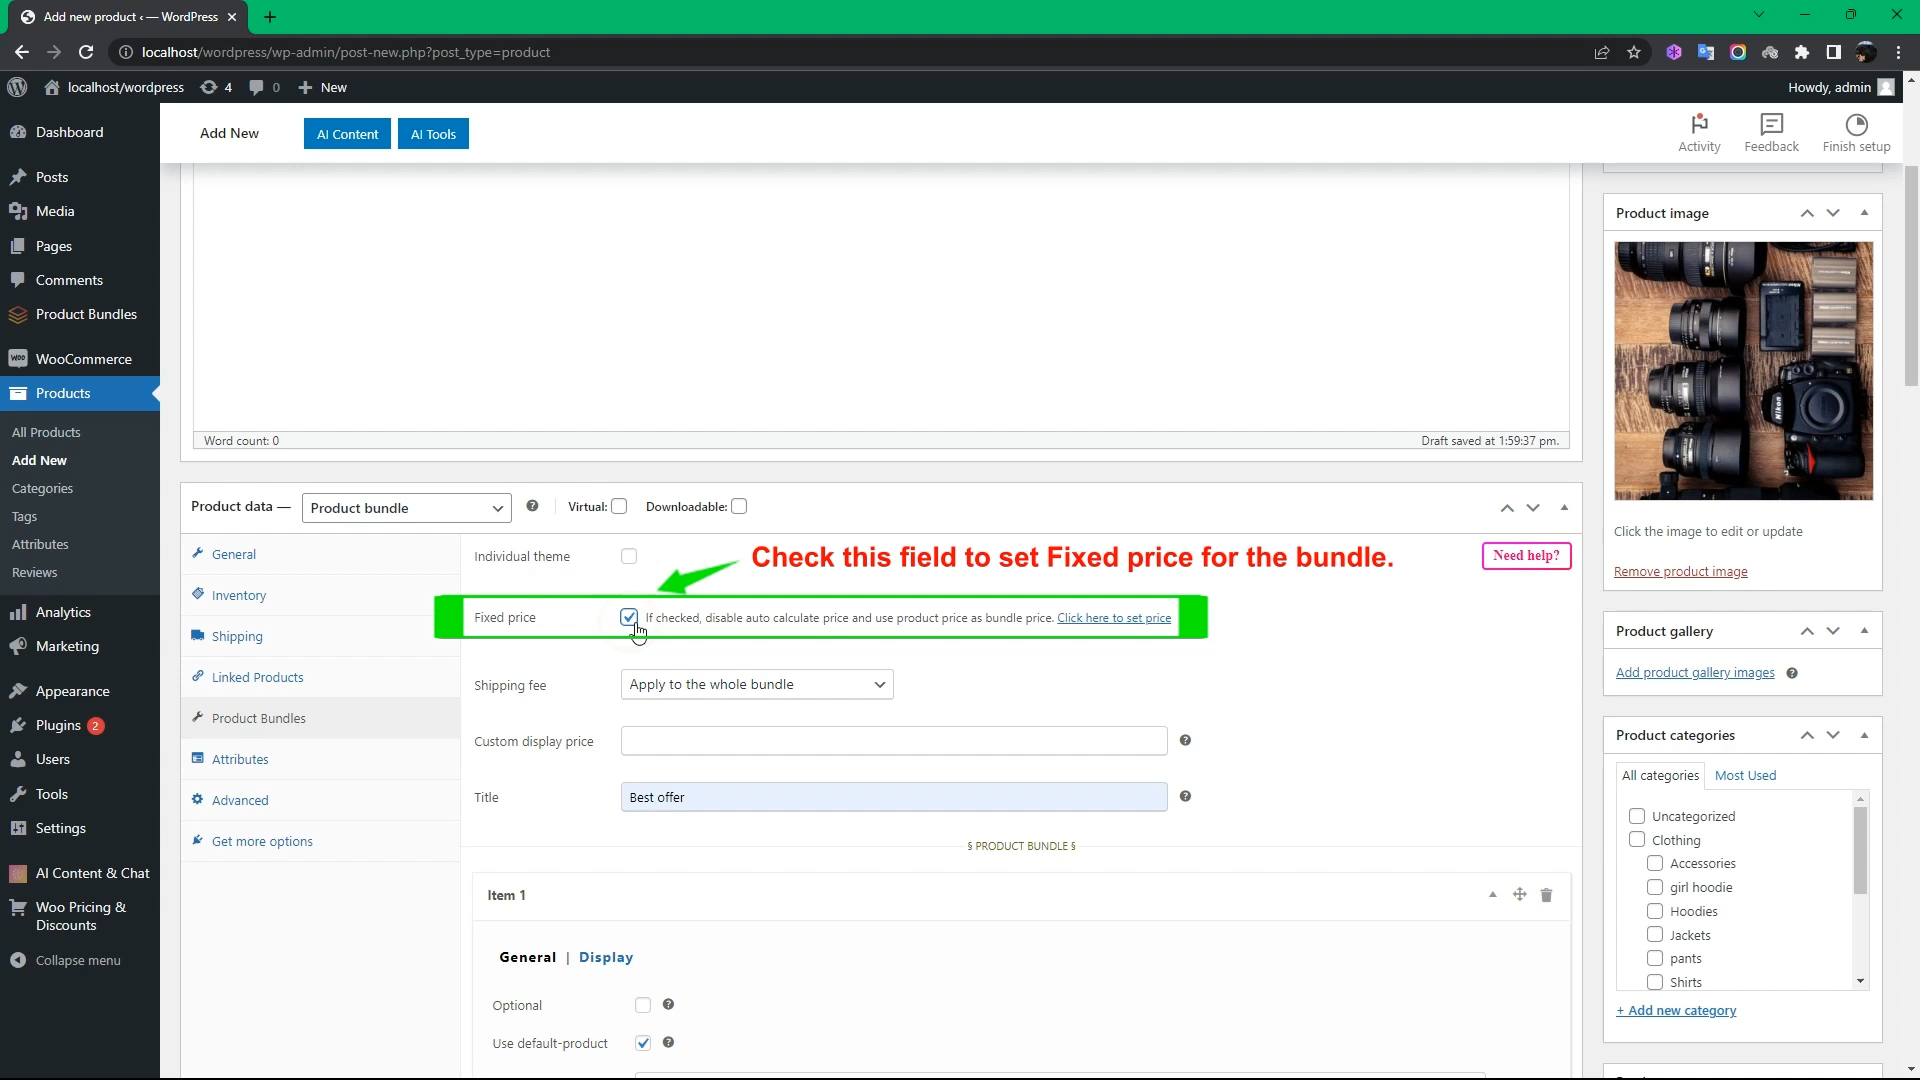 Add new product ‹ — WordPress
localhost/wordpress/wp-admin/post-new.php?post_type=product
localhost/wordpress
4
0
New
Howdy, admin
Dashboard
Posts
Media
Pages
Comments
Product Bundles
WooCommerce
Products
All Products
Add New
Categories
Tags
Attributes
Reviews
Analytics
Marketing
Appearance
Plugins 2
Users
Tools
Settings
AI Content & Chat
Woo Pricing &
Discounts
Collapse menu
Add New
AI Content
AI Tools
Activity
Feedback
Finish setup
Word count: 0
Draft saved at 1:59:37 pm.
Product data —
Product bundle
Virtual:
Downloadable:
General
Inventory
Shipping
Linked Products
Product Bundles
Attributes
Advanced
Get more options
Individual theme
Check this field to set Fixed price for the bundle.
Need help?
Fixed price
If checked, disable auto calculate price and use product price as bundle price. Click here to set price
Shipping fee
Apply to the whole bundle
Custom display price
Title
Best offer
§ PRODUCT BUNDLE §
Item 1
General | Display
Optional
Use default-product
Product image
Nikon
Click the image to edit or update
Remove product image
Product gallery
Add product gallery images
Product categories
All categories
Most Used
Uncategorized
Clothing
Accessories
girl hoodie
Hoodies
Jackets
pants
Shirts
+ Add new category